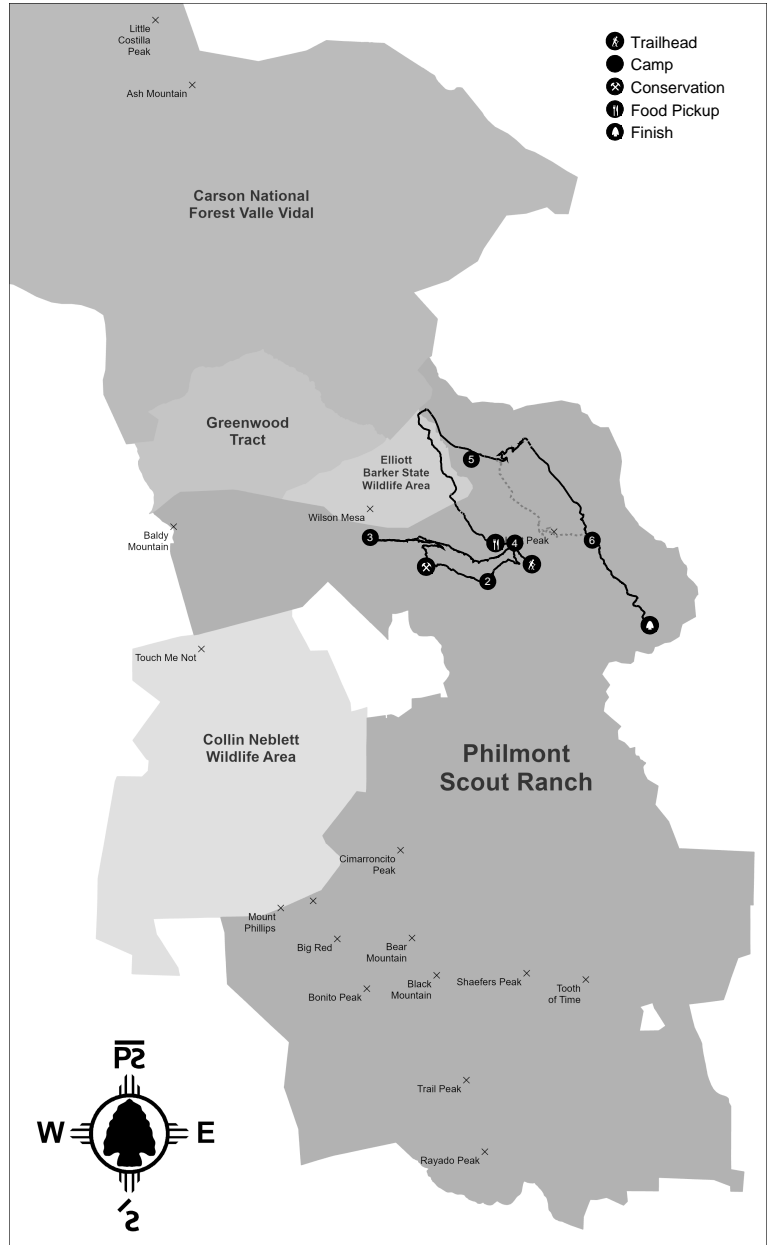 Little
Costilla
Peak
Ash Mountain
Trailhead
Camp
Conservation
Food Pickup
Finish
Carson National
Forest Valle Vidal
Greenwood
Tract
Elliott
Barker State
Wildlife Area
Wilson Mesa
Baldy
Mountain
5
3
4
Peak
6
2
Touch Me Not
Collin Neblett
Wildlife Area
Philmont
Scout Ranch
Cimarroncito
Peak
Mount
Phillips
Big Red
Bear
Mountain
Bonito Peak
Black
Mountain
Shaefers Peak
Tooth
of Time
Trail Peak
Rayado Peak
W
E